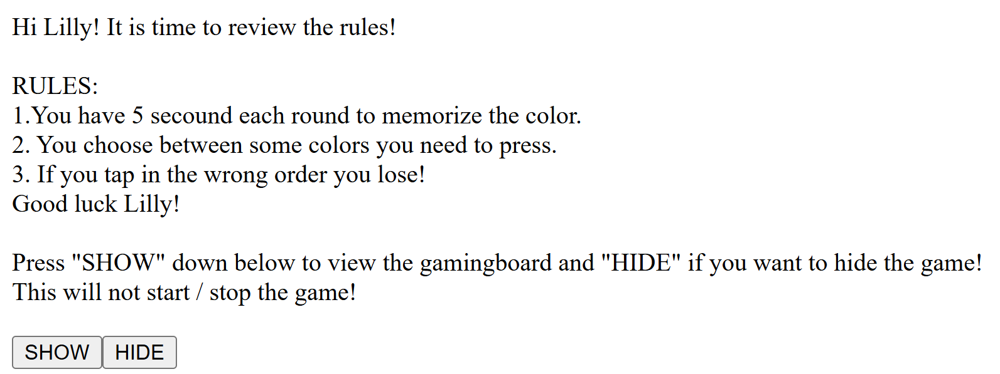 Hi Lilly! It is time to review the rules!
RULES:
1.You have 5 secound each round to memorize the color.
2. You choose between some colors you need to press.
3. If you tap in the wrong order you lose!
Good luck Lilly!
Press "SHOW" down below to view the gamingboard and "HIDE" if you want to hide the game!
This will not start / stop the game!
SHOW HIDE